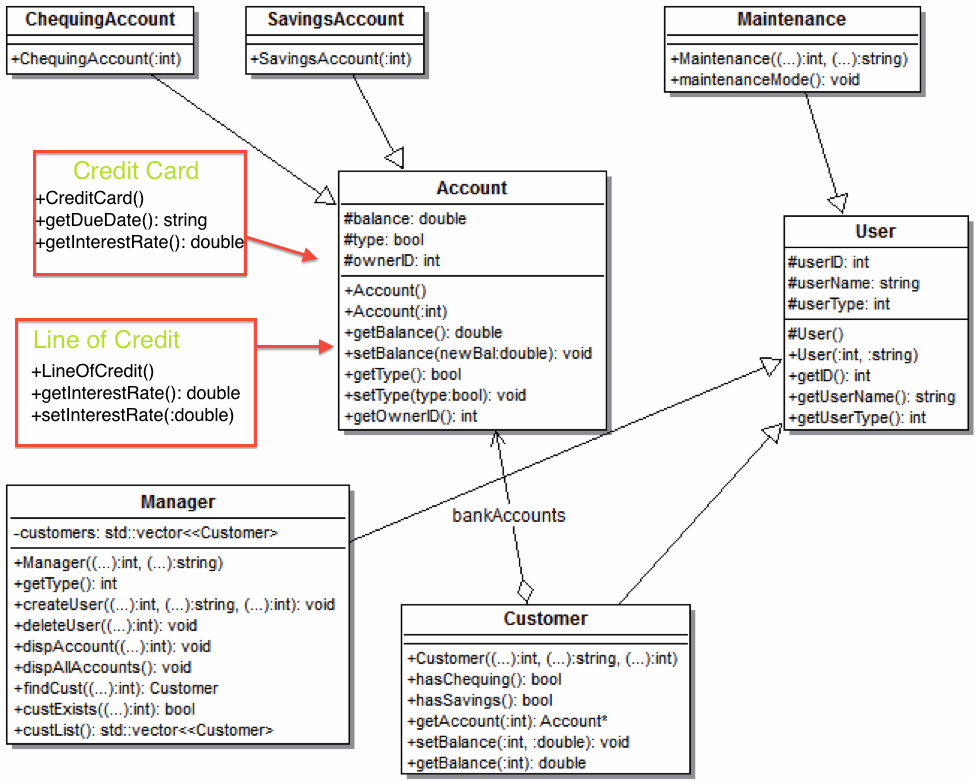 ChequingAccount
+ChequingAccount(:int)
SavingsAccount
+SavingsAccount(:int)
Maintenance
+Maintenance((...):int, (...):string)
+maintenanceMode(): void
Credit Card
+CreditCard()
+getDueDate(): string
+getInterestRate(): double
Account
#balance: double
#type: bool
#ownerID: int
+Account()
+Account(:int)
+getBalance(): double
+setBalance(newBal:double): void
+getType(): bool
+setType(type:bool): void
+getOwnerID(): int
User
#userID: int
#userName: string
#userType: int
#User()
+User(:int, :string)
+getID(): int
+getUserName(): string
+getUserType(): int
Line of Credit
+LineOfCredit()
+getInterestRate(): double
+setInterestRate(:double)
Manager
-customers: std::vector<<Customer>
+Manager((...):int, (...):string)
+getType(): int
+createUser((...):int, (...):string, (...):int): void
+deleteUser((...):int): void
+dispAccount((...):int): void
+dispAllAccounts(): void
+findCust((...):int): Customer
+custExists((...):int): bool
+custList(): std::vector<<Customer>
bankAccounts
Customer
+Customer((...):int, (...):string, (...):int)
+hasChequing(): bool
+hasSavings(): bool
+getAccount(:int): Account*
+setBalance(:int, :double): void
+getBalance(:int): double